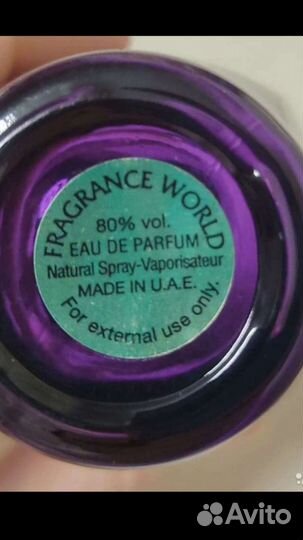 FRAGRANCE WORLD
80% vol.
EAU DE PARFUM
Natural Spray-Vaporisateur
MADE IN U.A.E.
For external use only.
Avito